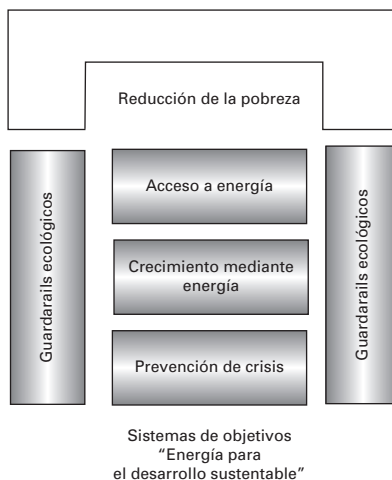 Reducción de la pobreza
Guardarails ecológicos
Acceso a energía
Crecimiento mediante
energía
Prevención de crisis
Guardarails ecológicos
Sistemas de objetivos
“Energía para
el desarrollo sustentable”